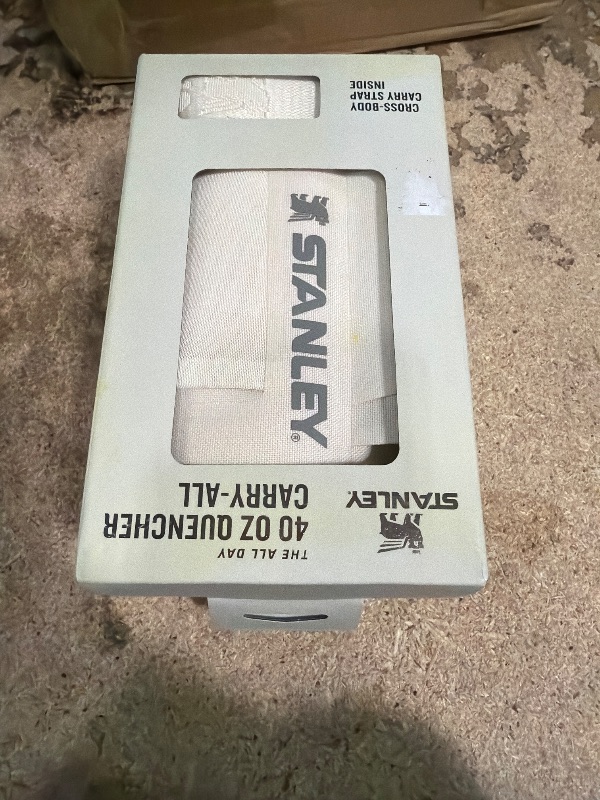 STANLEY®
THE ALL DAY
40 OZ QUENCHER
CARRY-ALL
STANLEY®
CROSS-BODY
CARRY STRAP
INSIDE